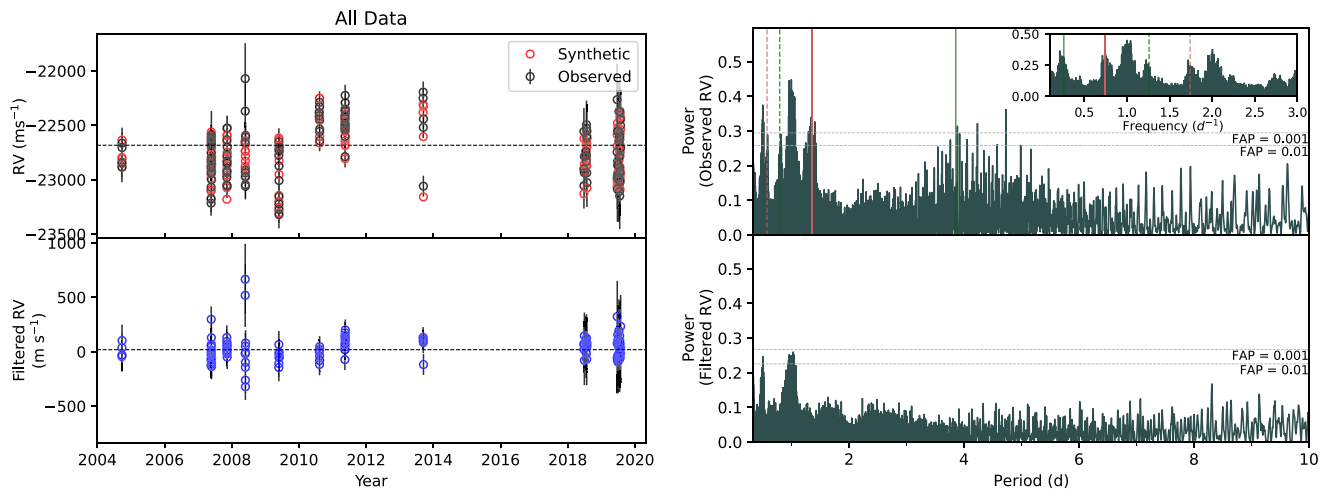 All Data
RV (ms⁻¹)
−22000
−22500
−23000
−23500
Synthetic
Observed
Filtered RV
(m s⁻¹)
1000
500
0
−500
2004 2006 2008 2010 2012 2014 2016 2018 2020
Year
Power
(Observed RV)
0.5
0.4
0.3
0.2
0.1
0.0
0.50
0.25
0.00
0.5 1.0 1.5 2.0 2.5 3.0
Frequency (d⁻¹)
FAP = 0.001
FAP = 0.01
Power
(Filtered RV)
0.5
0.4
0.3
0.2
0.1
0.0
FAP = 0.001
FAP = 0.01
2 4 6 8 10
Period (d)